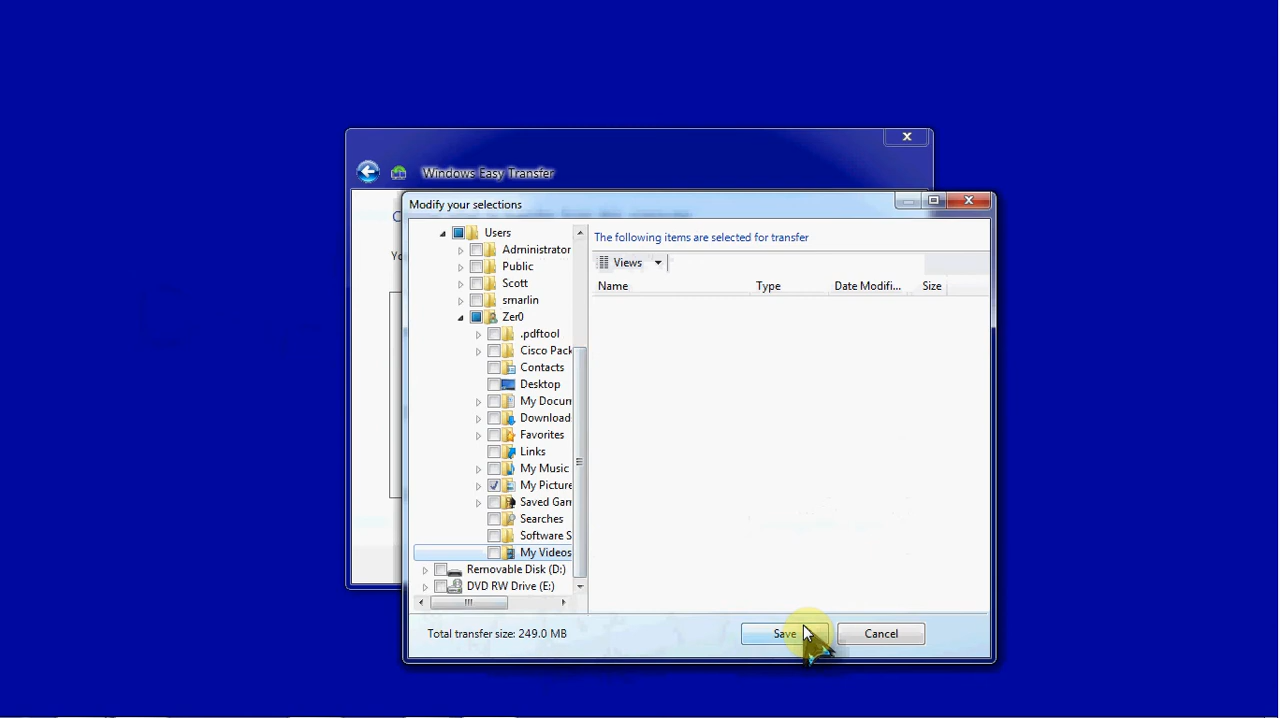 Windows Easy Transfer
Modify your selections
Users
Administrator
Public
Scott
smarlin
Zer0
.pdftool
Cisco Pack
Contacts
Desktop
My Docum
Download
Favorites
Links
My Music
My Picture
Saved Gam
Searches
Software S
My Videos
Removable Disk (D:)
DVD RW Drive (E:)
The following items are selected for transfer
Views
Name Type Date Modifi... Size
Total transfer size: 249.0 MB
Save Cancel